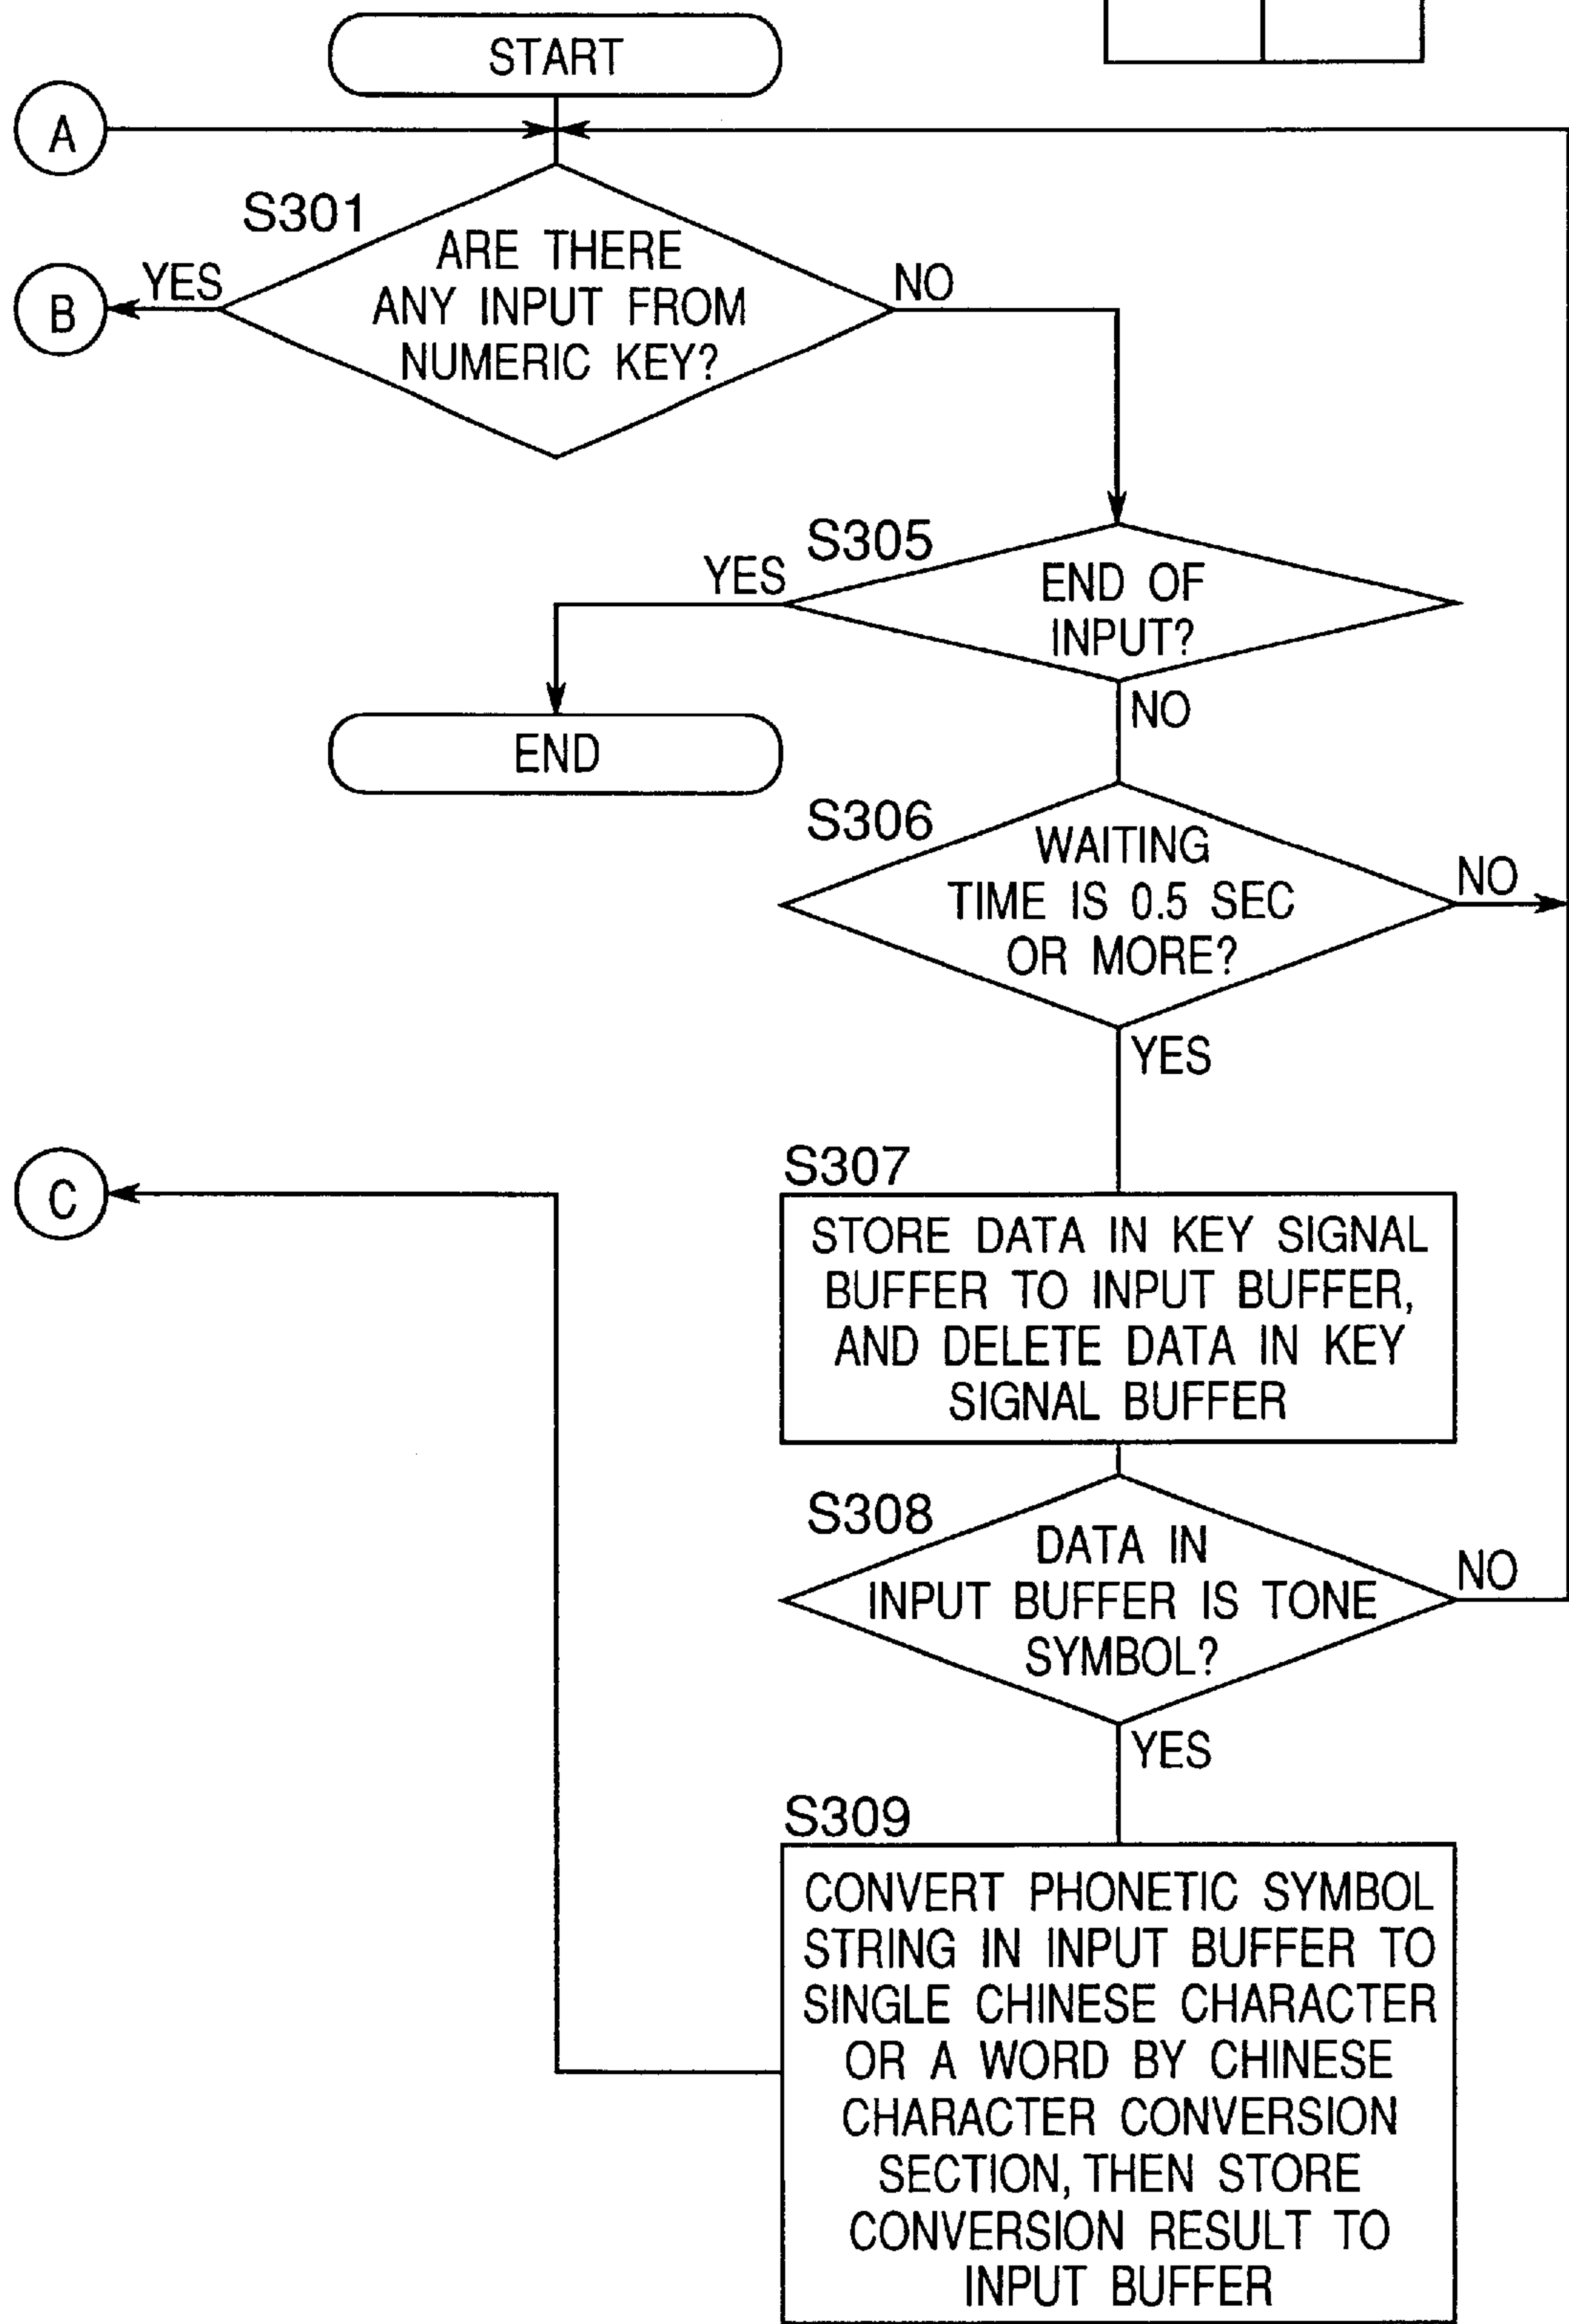 START
A
S301
ARE THERE
ANY INPUT FROM
NUMERIC KEY?
YES
NO
B
S305
YES
END OF
INPUT?
NO
END
S306
WAITING
TIME IS 0.5 SEC
OR MORE?
NO
YES
C
S307
STORE DATA IN KEY SIGNAL
BUFFER TO INPUT BUFFER,
AND DELETE DATA IN KEY
SIGNAL BUFFER
S308
DATA IN
INPUT BUFFER IS TONE
SYMBOL?
NO
YES
S309
CONVERT PHONETIC SYMBOL
STRING IN INPUT BUFFER TO
SINGLE CHINESE CHARACTER
OR A WORD BY CHINESE
CHARACTER CONVERSION
SECTION, THEN STORE
CONVERSION RESULT TO
INPUT BUFFER